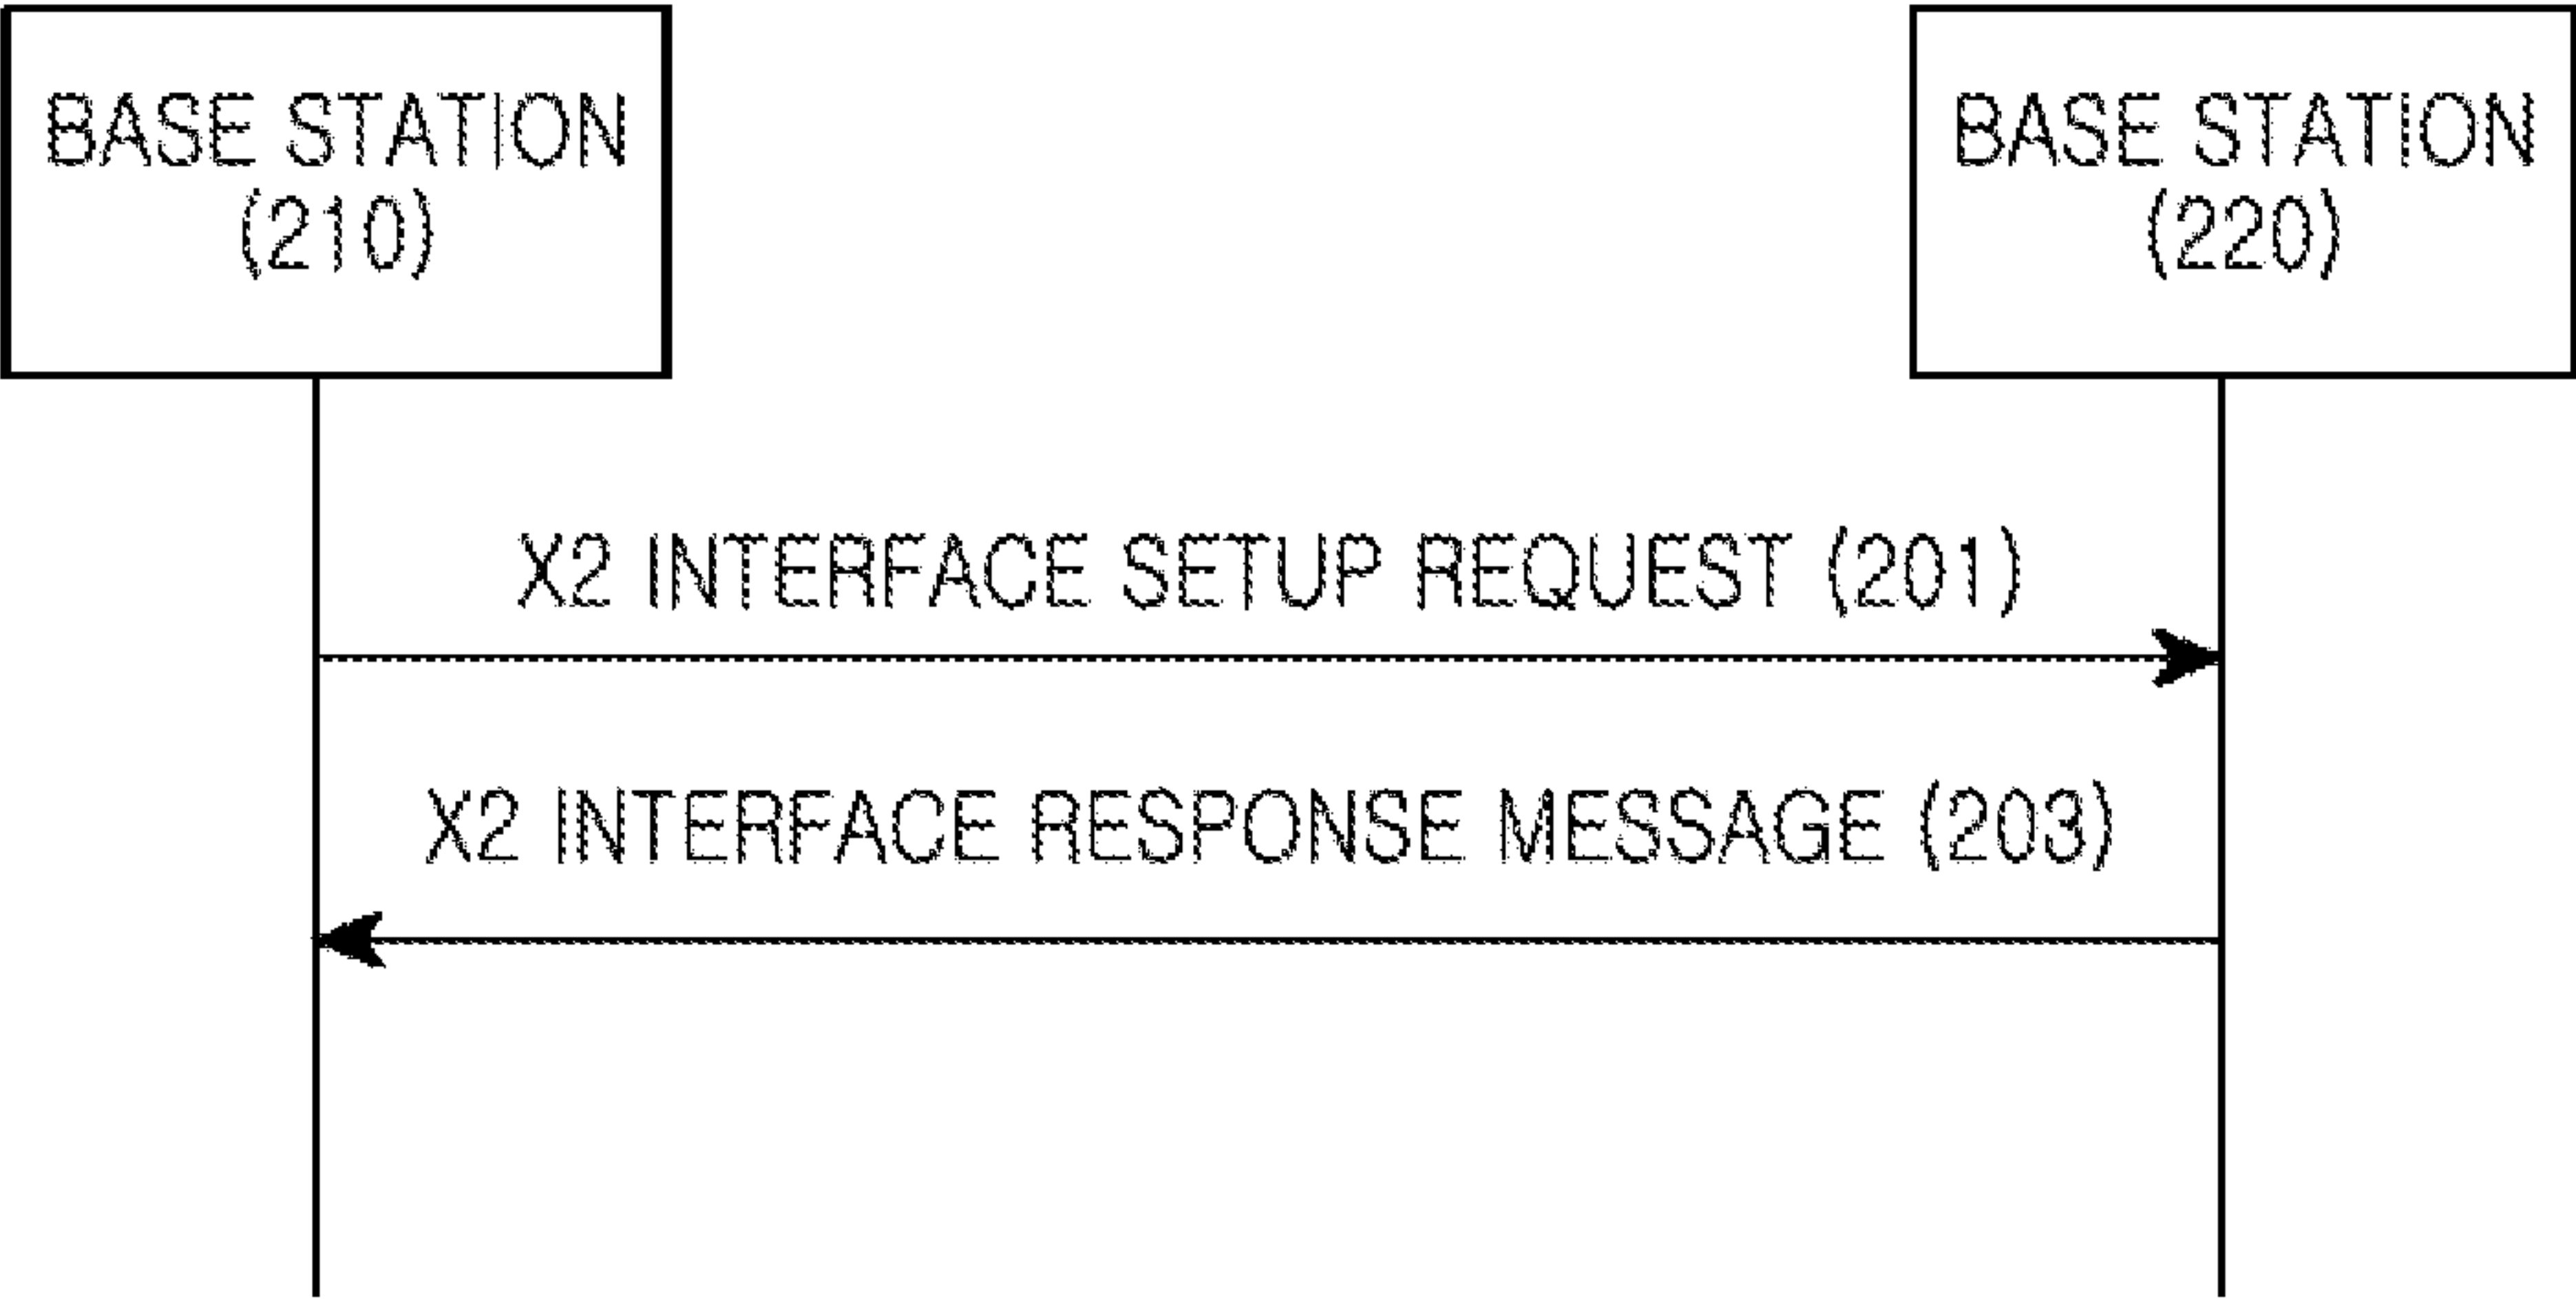 BASE STATION
(210)
BASE STATION
(220)
X2 INTERFACE SETUP REQUEST (201)
X2 INTERFACE RESPONSE MESSAGE (203)